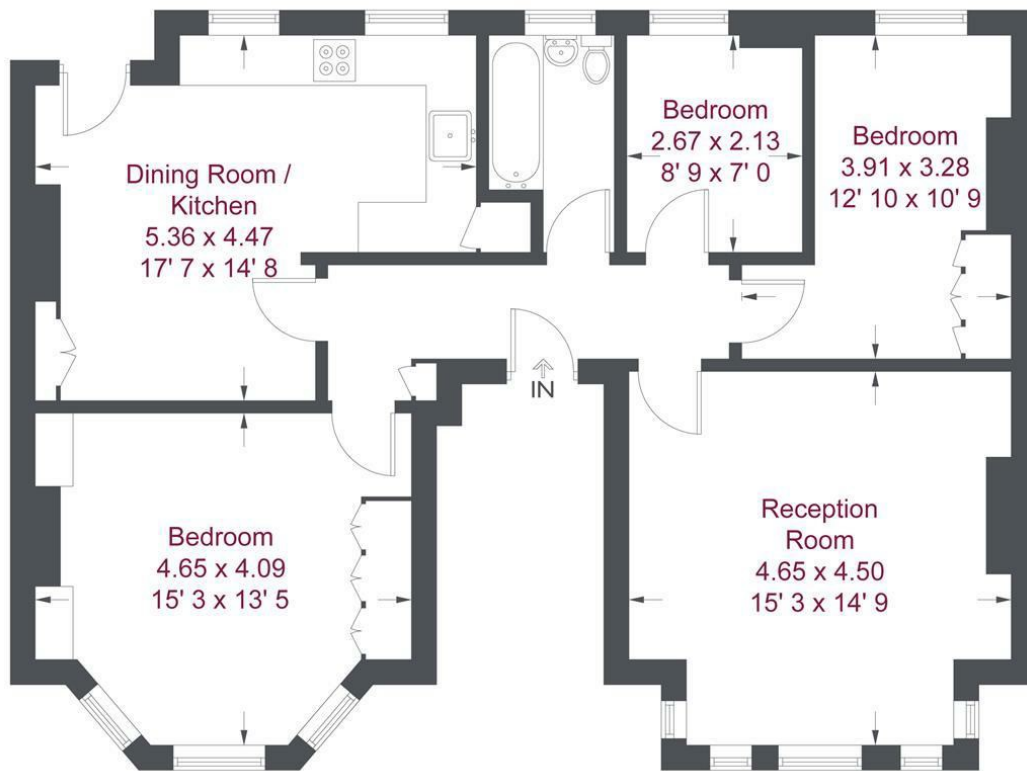 Dining Room /
Kitchen
5.36 x 4.47
17' 7 x 14' 8
Bedroom
2.67 x 2.13
8' 9 x 7' 0
Bedroom
3.91 x 3.28
12' 10 x 10' 9
IN
Bedroom
4.65 x 4.09
15' 3 x 13' 5
Reception
Room
4.65 x 4.50
15' 3 x 14' 9